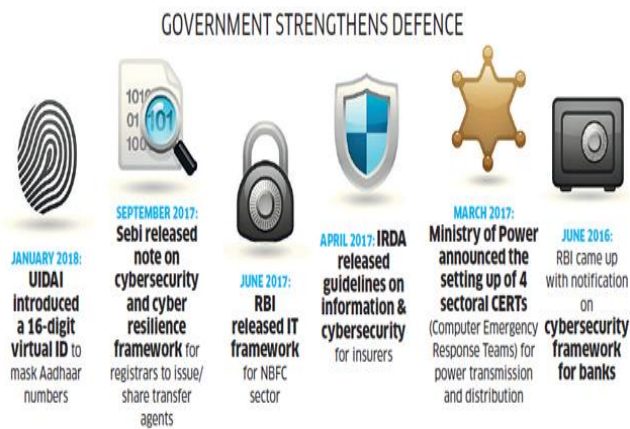 GOVERNMENT STRENGTHENS DEFENCE
1010
01 101
100
JANUARY 2018:
UIDAI
introduced
a 16-digit
virtual ID to
mask Aadhaar
numbers
SEPTEMBER 2017:
Sebi released
note on
cybersecurity
and cyber
resilience
framework for
registrars to issue/
share transfer
agents
JUNE 2017:
RBI
released IT
framework
for NBFC
sector
APRIL 2017: IRDA
released
guidelines on
information &
cybersecurity
for insurers
MARCH 2017:
Ministry of Power
announced the
setting up of 4
sectoral CERTs
(Computer Emergency
Response Teams) for
power transmission
and distribution
JUNE 2016:
RBI came up
with notification
on
cybersecurity
framework
for banks